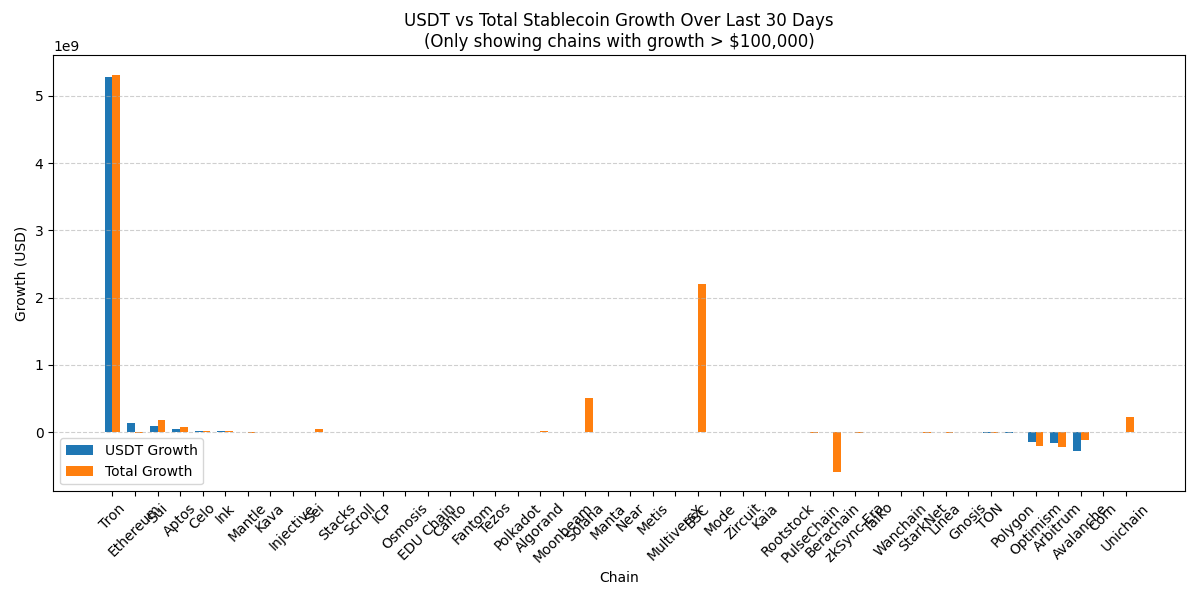 USDT vs Total Stablecoin Growth Over Last 30 Days
(Only showing chains with growth > $100,000)
1e9
5
4
3
2
1
0
Growth (USD)
USDT Growth
Total Growth
Tron
Ethereum
Sui
Aptos
Celo
Ink
Mantle
Kava
Injective
Sei
Stacks
Scroll
ICP
Osmosis
EDU Chain
Canto
Fantom
Tezos
Polkadot
Algorand
Moonbeam
Solana
Manta
Near
Metis
MultiversX
BSC
Mode
Zircuit
Kaia
Rootstock
PulseChain
Berachain
zkSync Era
Taiko
Wanchain
StarkNet
Linea
Gnosis
TON
Polygon
Optimism
Arbitrum
Avalanche
Corn
Unichain
Chain